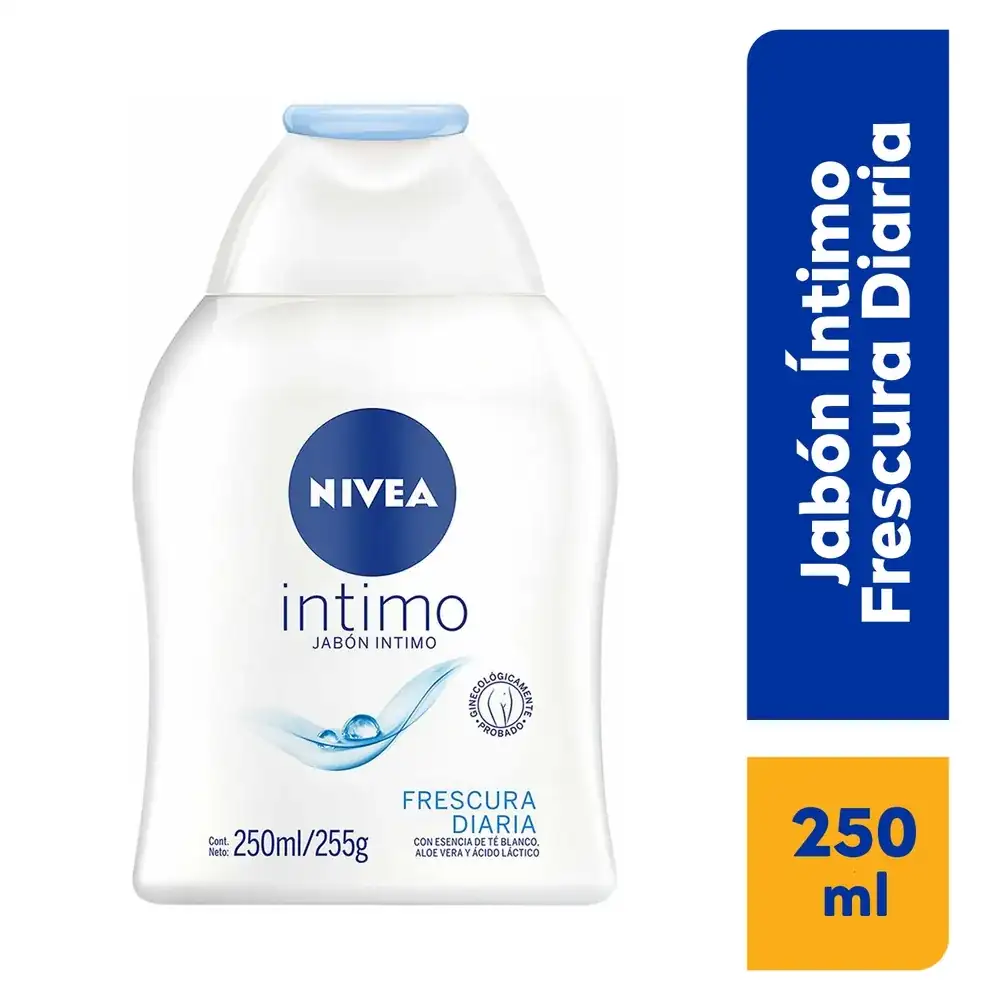 NIVEA
intimo
JABÓN INTIMO
GINECOLÓGICAMENTE
• PROBADO •
FRESCURA
DIARIA
CON ESENCIA DE TÉ BLANCO,
ALOE VERA Y ÁCIDO LÁCTICO
Cont.
Neto: 250ml/255g
Jabón Íntimo
Frescura Diaria
250
ml